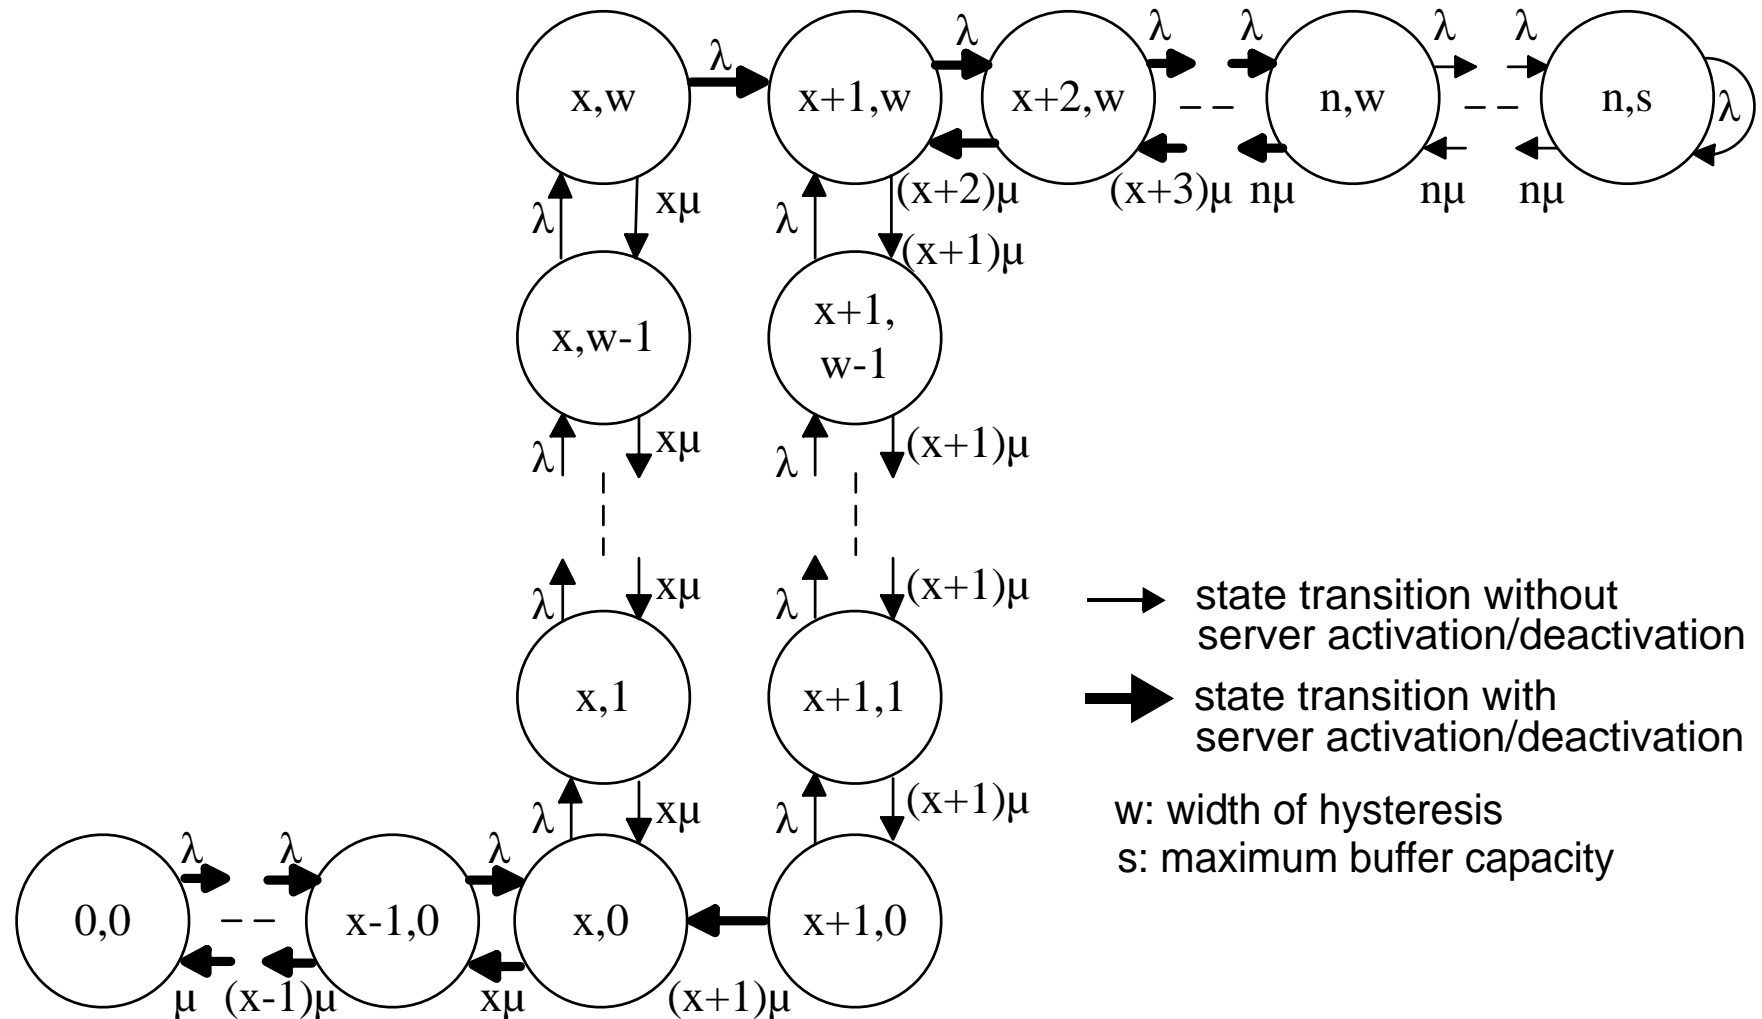 λ λ λ λ λ λ λ
x,w x+1,w x+2,w n,w n,s λ
xμ (x+2)μ (x+3)μ nμ nμ nμ
λ λ (x+1)μ
x,w-1 x+1,
w-1
λ xμ λ (x+1)μ
λ xμ λ (x+1)μ
state transition without
server activation/deactivation
x,1 x+1,1
state transition with
server activation/deactivation
λ xμ λ (x+1)μ
w: width of hysteresis
s: maximum buffer capacity
λ λ λ
0,0 x-1,0 x,0 x+1,0
μ (x-1)μ xμ (x+1)μ